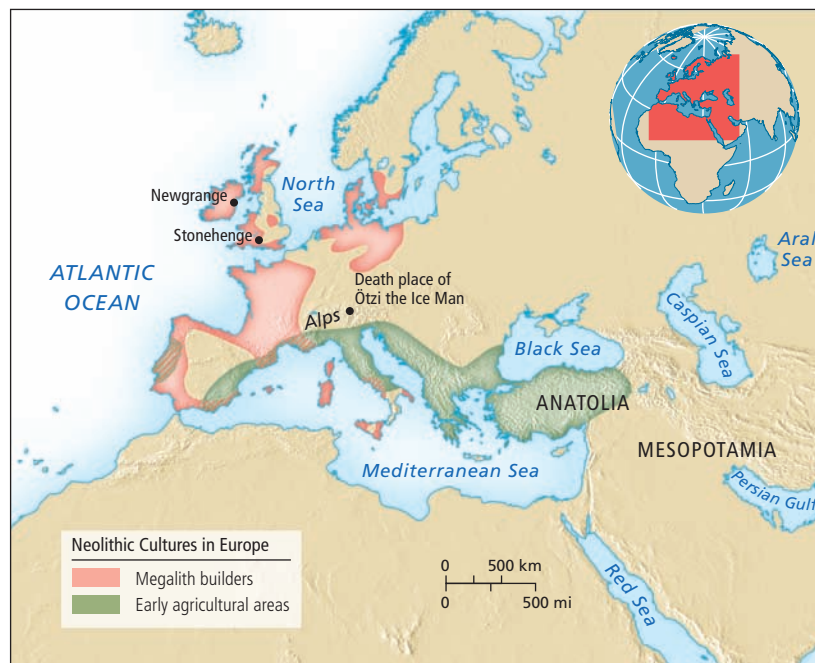 Newgrange
North
Sea
Stonehenge
ATLANTIC
OCEAN
Death place of
Ötzi the Ice Man
Alps
Black Sea
Caspian Sea
Aral
Sea
ANATOLIA
MESOPOTAMIA
Mediterranean Sea
Persian Gulf
Red Sea
Neolithic Cultures in Europe
Megalith builders
Early agricultural areas
0 500 km
0 500 mi